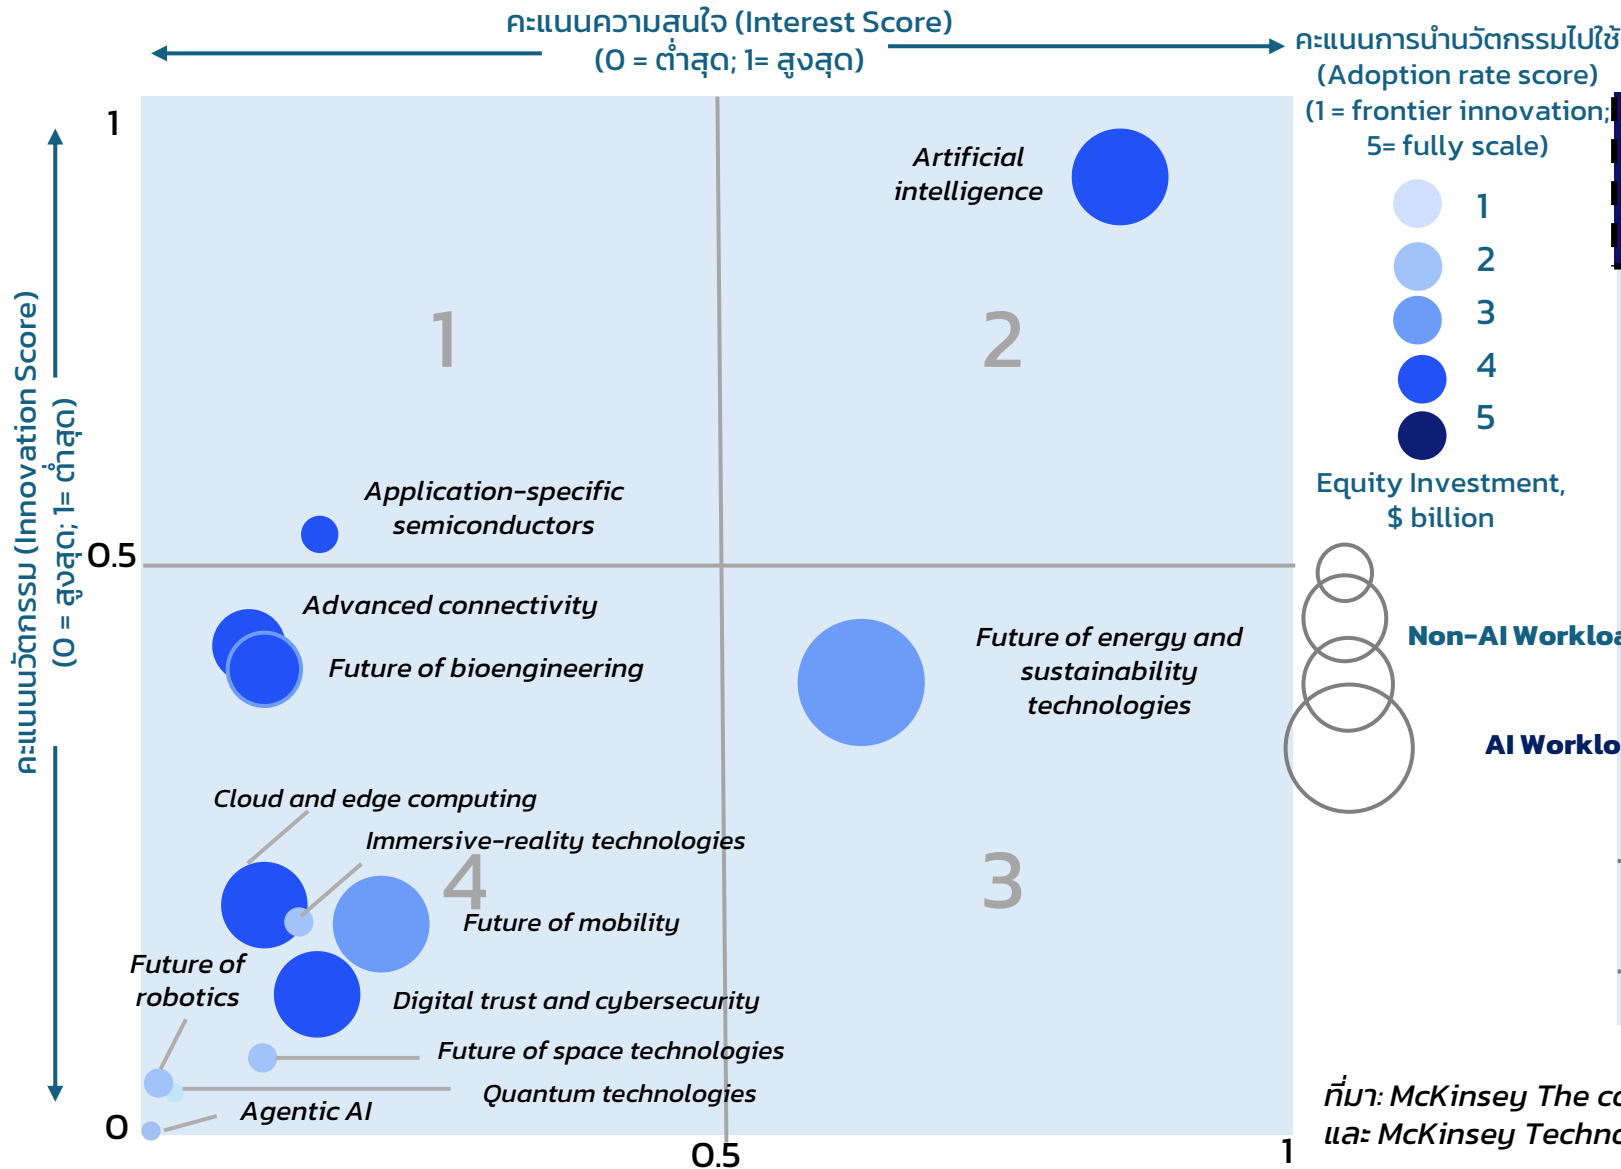 คะแนนความสนใจ (Interest Score)
(0 = ต่ำสุด; 1= สูงสุด)
คะแนนการนำนวัตกรรมไปใช้
(Adoption rate score)
(1 = frontier innovation;
5= fully scale)
1
2
3
4
5
Equity Investment,
$ billion
Non-AI Workloa
AI Worklo
คะแนนนวัตกรรม (Innovation Score)
(0 = สูงสุด; 1= ต่ำสุด)
1
0.5
0
0.5
1
1
2
4
3
Artificial
intelligence
Application-specific
semiconductors
Advanced connectivity
Future of bioengineering
Future of energy and
sustainability
technologies
Cloud and edge computing
Immersive-reality technologies
Future of mobility
Future of
robotics
Digital trust and cybersecurity
Future of space technologies
Quantum technologies
Agentic AI
ที่มา: McKinsey The co
และ McKinsey Techno